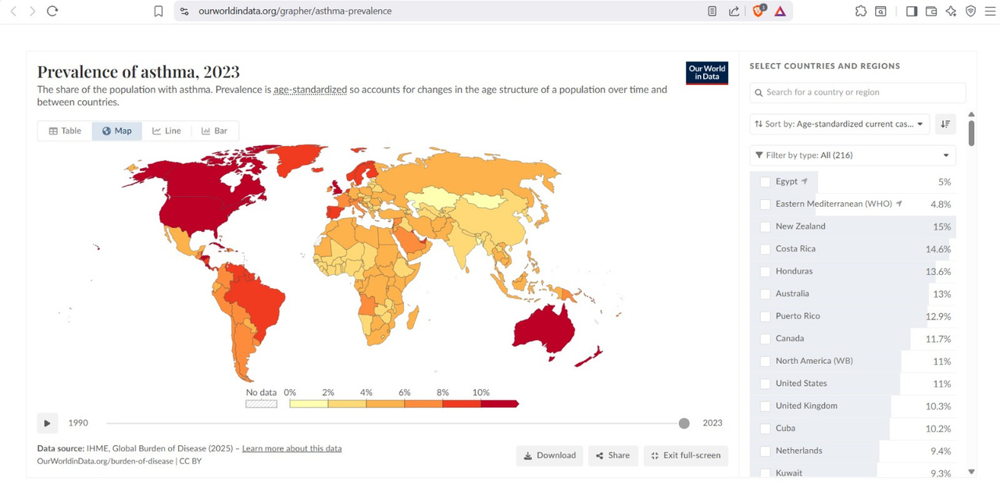 ourworldindata.org/grapher/asthma-prevalence
1
Prevalence of asthma, 2023
The share of the population with asthma. Prevalence is age-standardized so accounts for changes in the age structure of a population over time and
between countries.
Our World
in Data
Table
Map
Line
Bar
No data
0%
2%
4%
6%
8%
10%
1990
2023
Data source: IHME, Global Burden of Disease (2025) – Learn more about this data
OurWorldinData.org/burden-of-disease | CC BY
Download
Share
Exit full-screen
SELECT COUNTRIES AND REGIONS
Search for a country or region
Sort by: Age-standardized current cas...
Filter by type: All (216)
Egypt 5%
Eastern Mediterranean (WHO) 4.8%
New Zealand 15%
Costa Rica 14.6%
Honduras 13.6%
Australia 13%
Puerto Rico 12.9%
Canada 11.7%
North America (WB) 11%
United States 11%
United Kingdom 10.3%
Cuba 10.2%
Netherlands 9.4%
Kuwait 9.3%